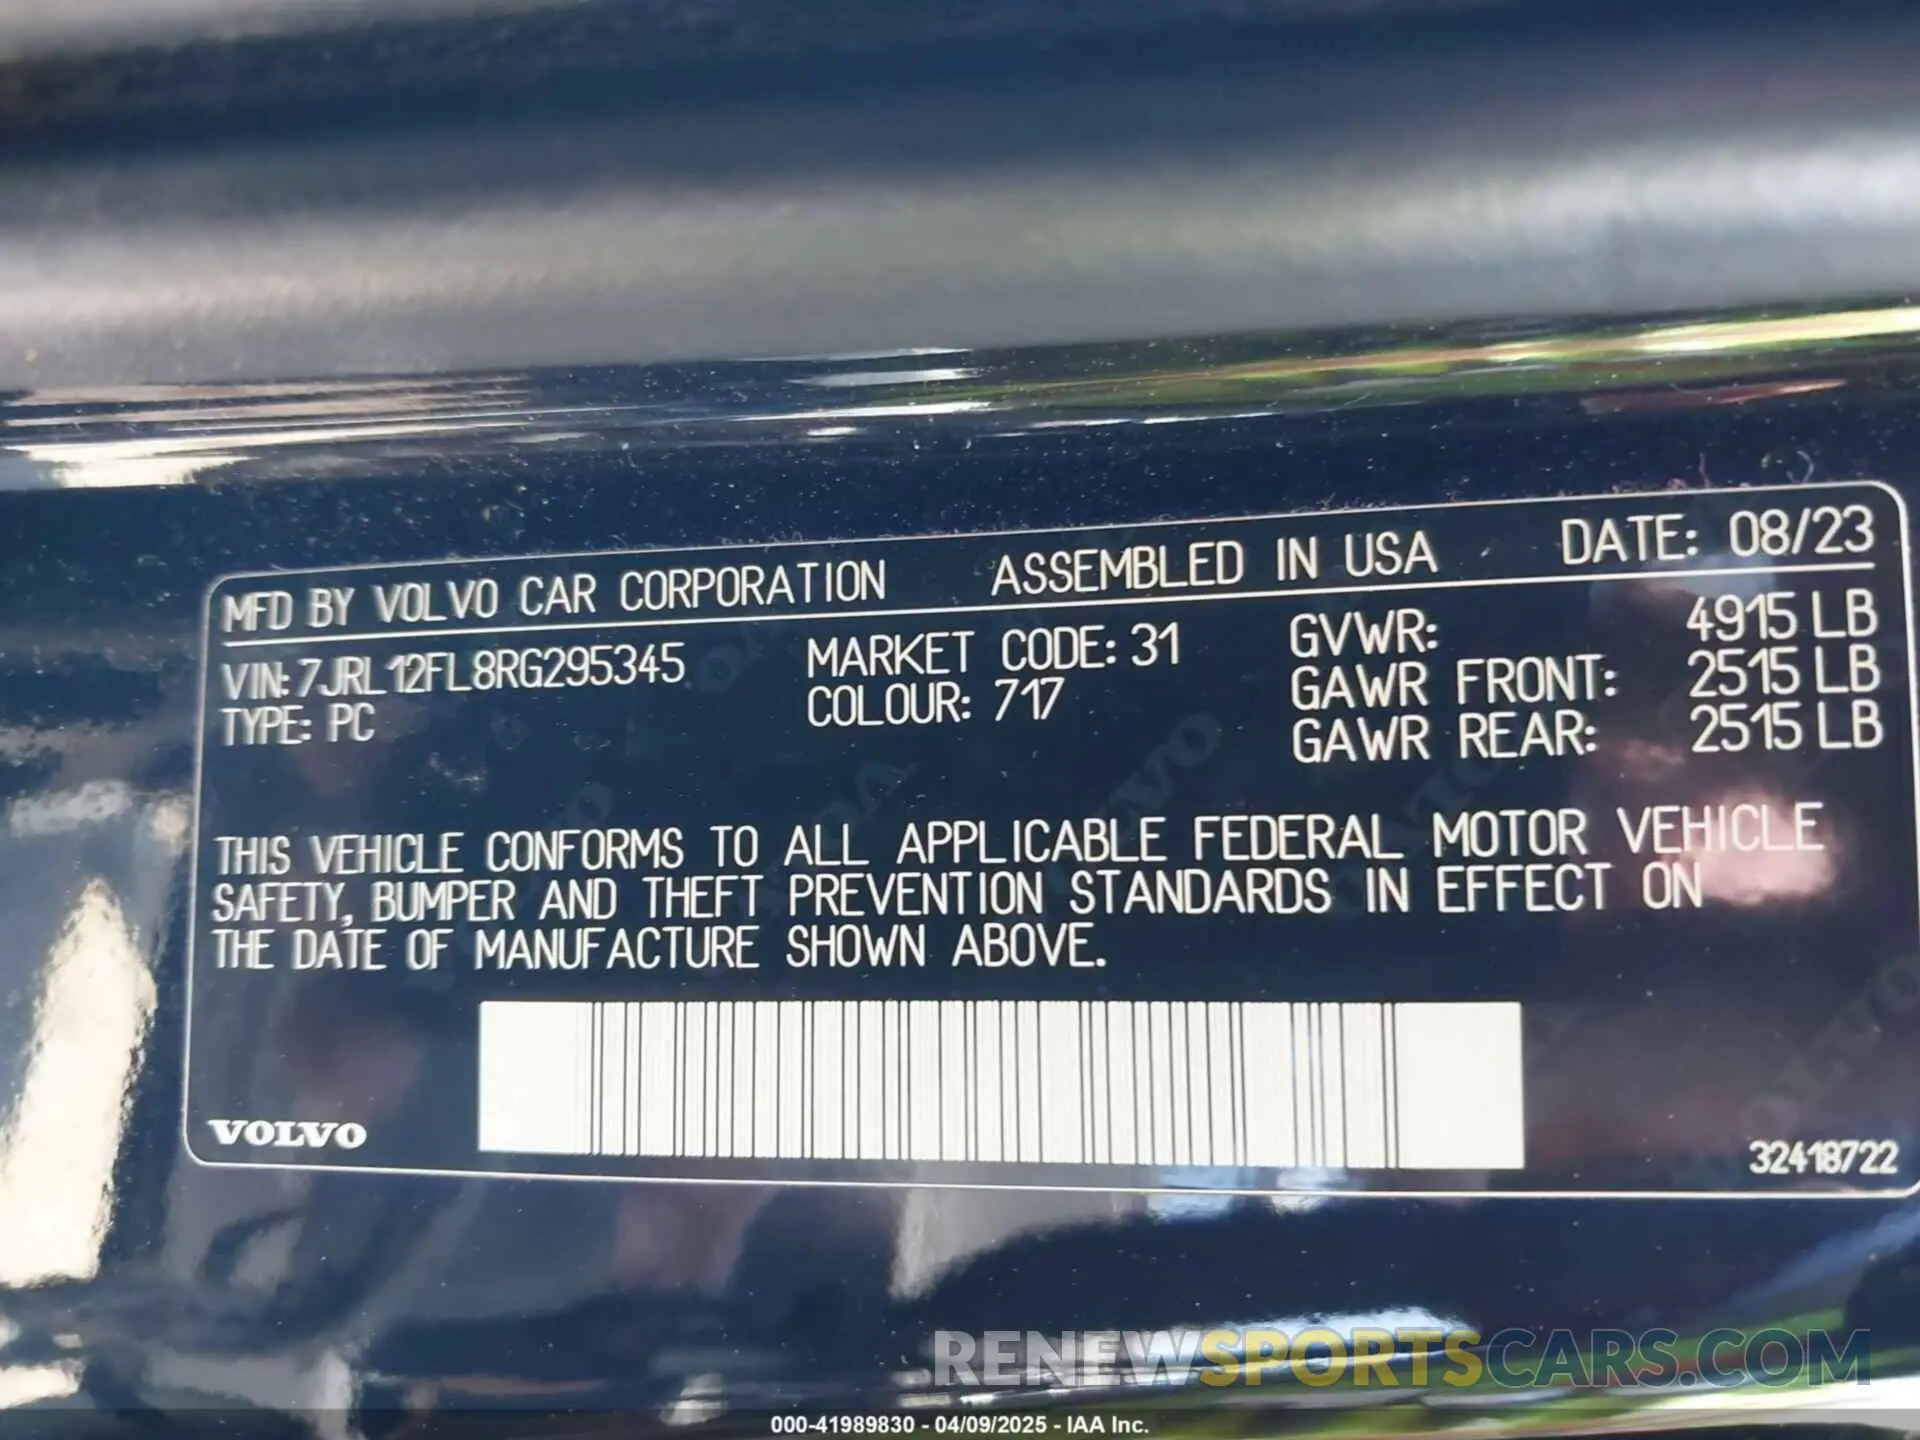 MFD BY VOLVO CAR CORPORATION ASSEMBLED IN USA DATE: 08/23
VIN: 7JRL12FL8RG295345 MARKET CODE: 31 GVWR: 4915 LB
TYPE: PC COLOUR: 717 GAWR FRONT: 2515 LB
GAWR REAR: 2515 LB
THIS VEHICLE CONFORMS TO ALL APPLICABLE FEDERAL MOTOR VEHICLE
SAFETY, BUMPER AND THEFT PREVENTION STANDARDS IN EFFECT ON
THE DATE OF MANUFACTURE SHOWN ABOVE.
VOLVO
32418722
RENEWSPORTSCARS.COM
000-41989830 - 04/09/2025 - IAA Inc.